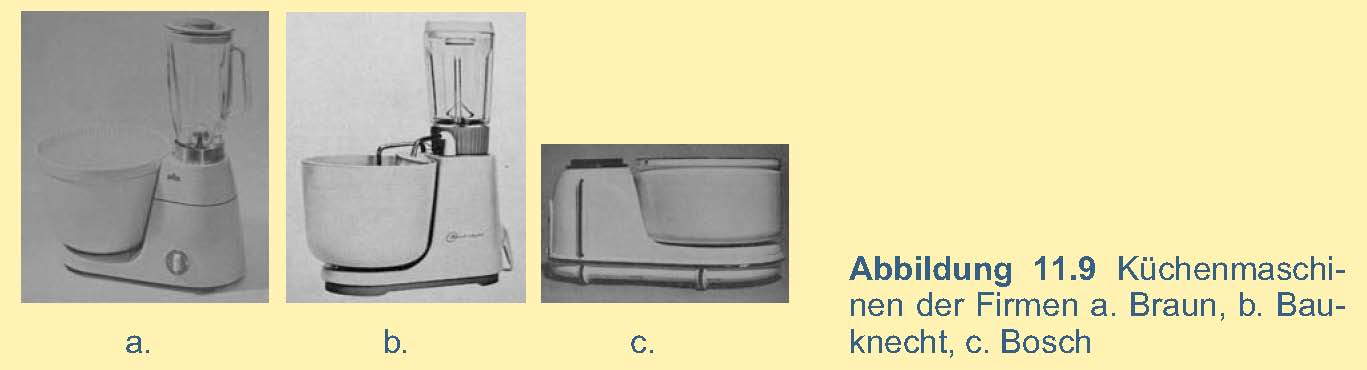 a.
b.
c.
Abbildung 11.9 Küchenmaschi-
nen der Firmen a. Braun, b. Bau-
knecht, c. Bosch